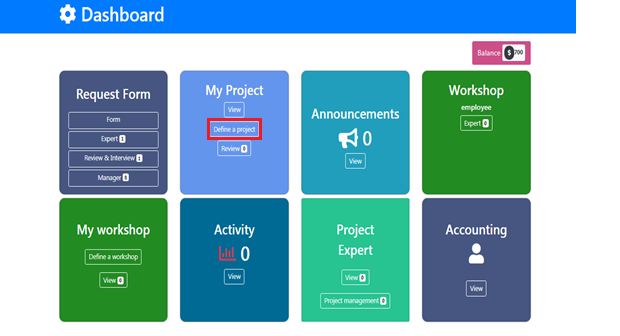 Dashboard
Balance $ 700
Request Form
Form
Expert 1
Review & Interview 1
Manager 6
My Project
View
Define a project
Review 0
Announcements
0
View
Workshop
employee
Expert 0
My workshop
Define a workshop
View 0
Activity
0
View
Project
Expert
View 0
Project management 0
Accounting
View